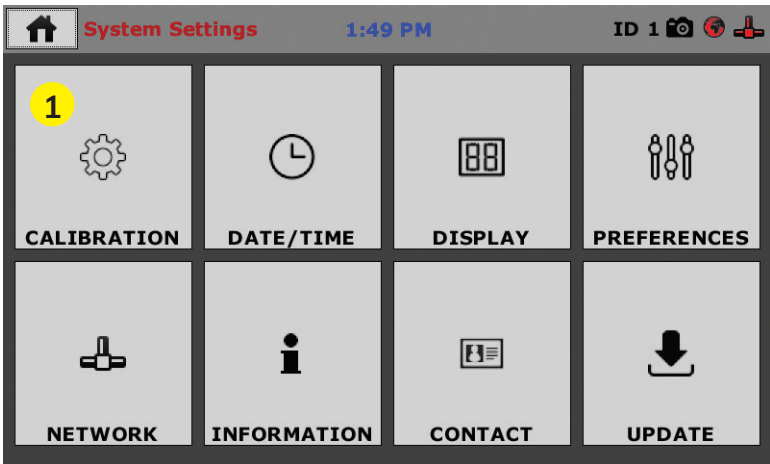 System Settings 1:49 PM ID 1
1
CALIBRATION DATE/TIME DISPLAY PREFERENCES
NETWORK INFORMATION CONTACT UPDATE